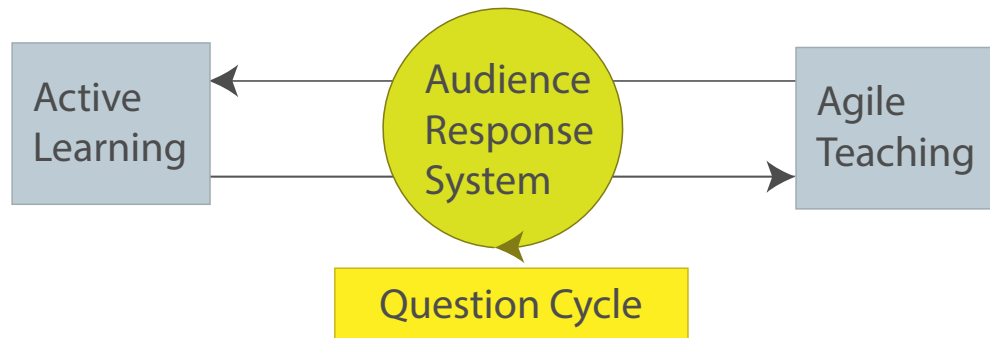 Active
Learning
Audience
Response
System
Agile
Teaching
Question Cycle